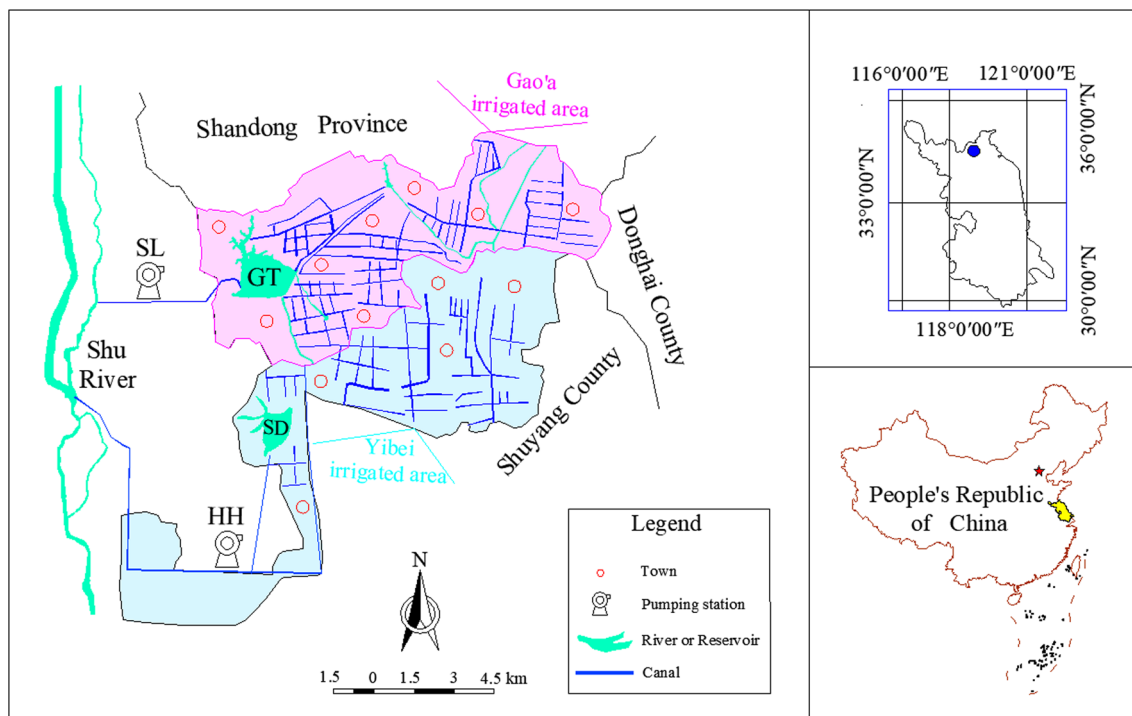 Gao'a
irrigated area
Shandong Province
SL
GT
Donghai County
Shu
River
SD
Yibei
irrigated area
Shuyang County
HH
N
1.5 0 1.5 3 4.5 km
Legend
Town
Pumping station
River or Reservoir
Canal
116°0'00"E 121°0'00"E
36°0'00"N
33°0'00"N
30°0'00"N
118°0'00"E
People's Republic
of China